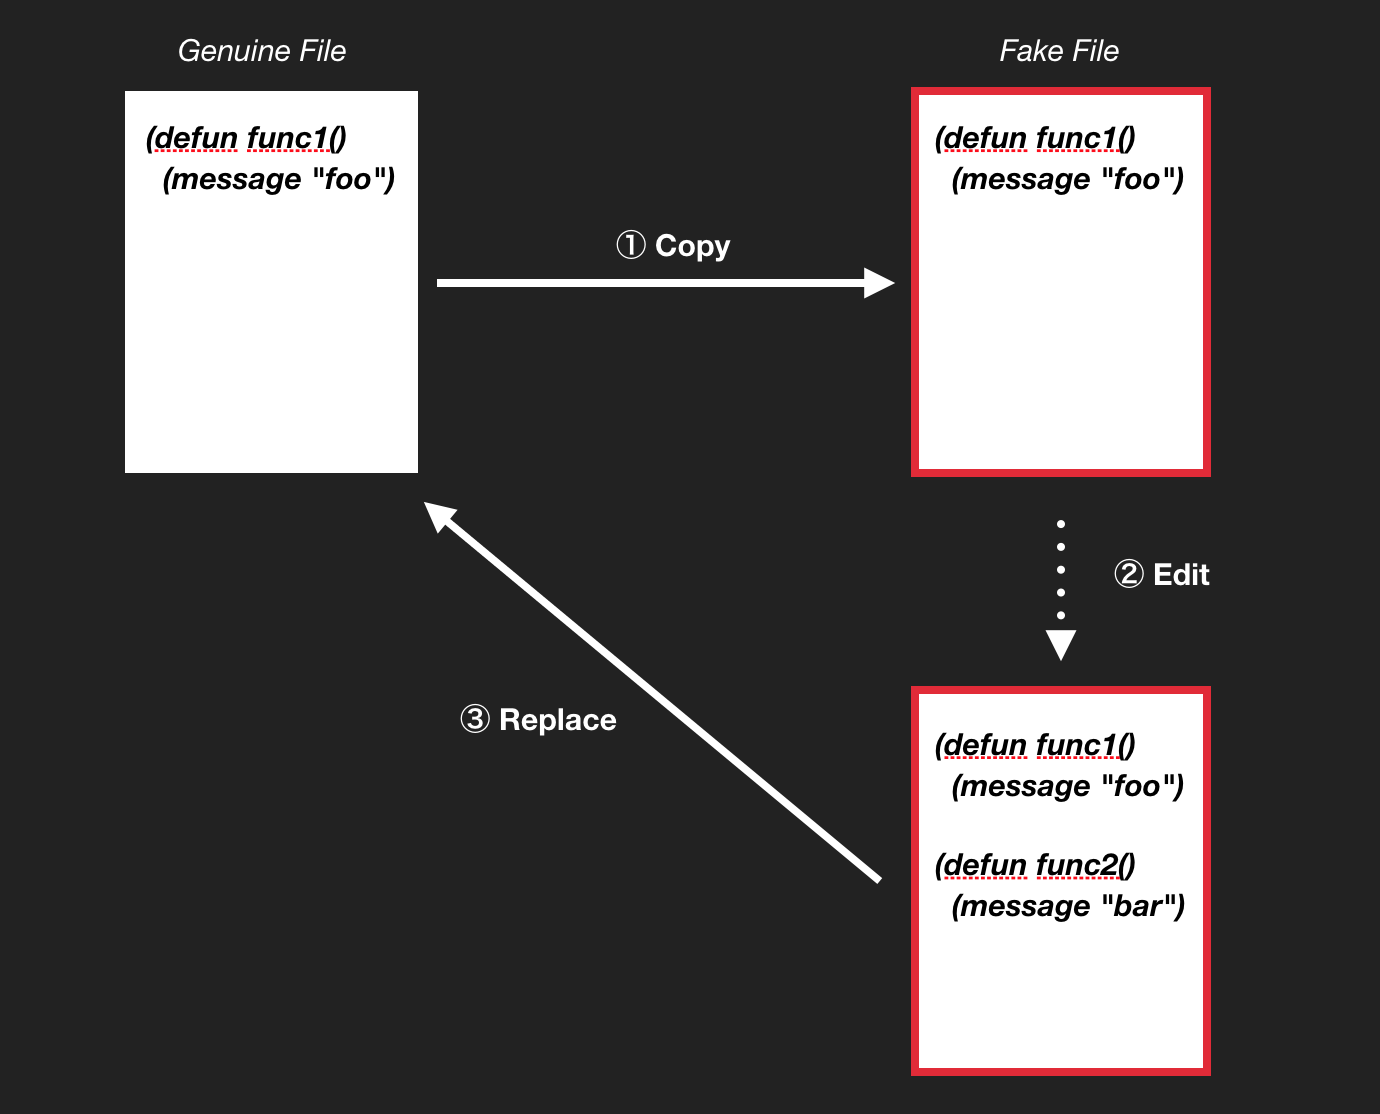 Genuine File
Fake File
(defun func1()
(message "foo")
(defun func1()
(message "foo")
① Copy
② Edit
③ Replace
(defun func1()
(message "foo")
(defun func2()
(message "bar")